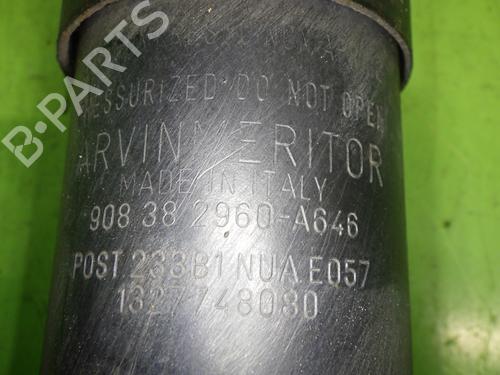 PRESSURIZED-DO NOT OPEN
ARVINMERITOR
MADE IN ITALY
908 38 2960-A646
POST 233B1 NUA E057
1327748080
B-PARTS